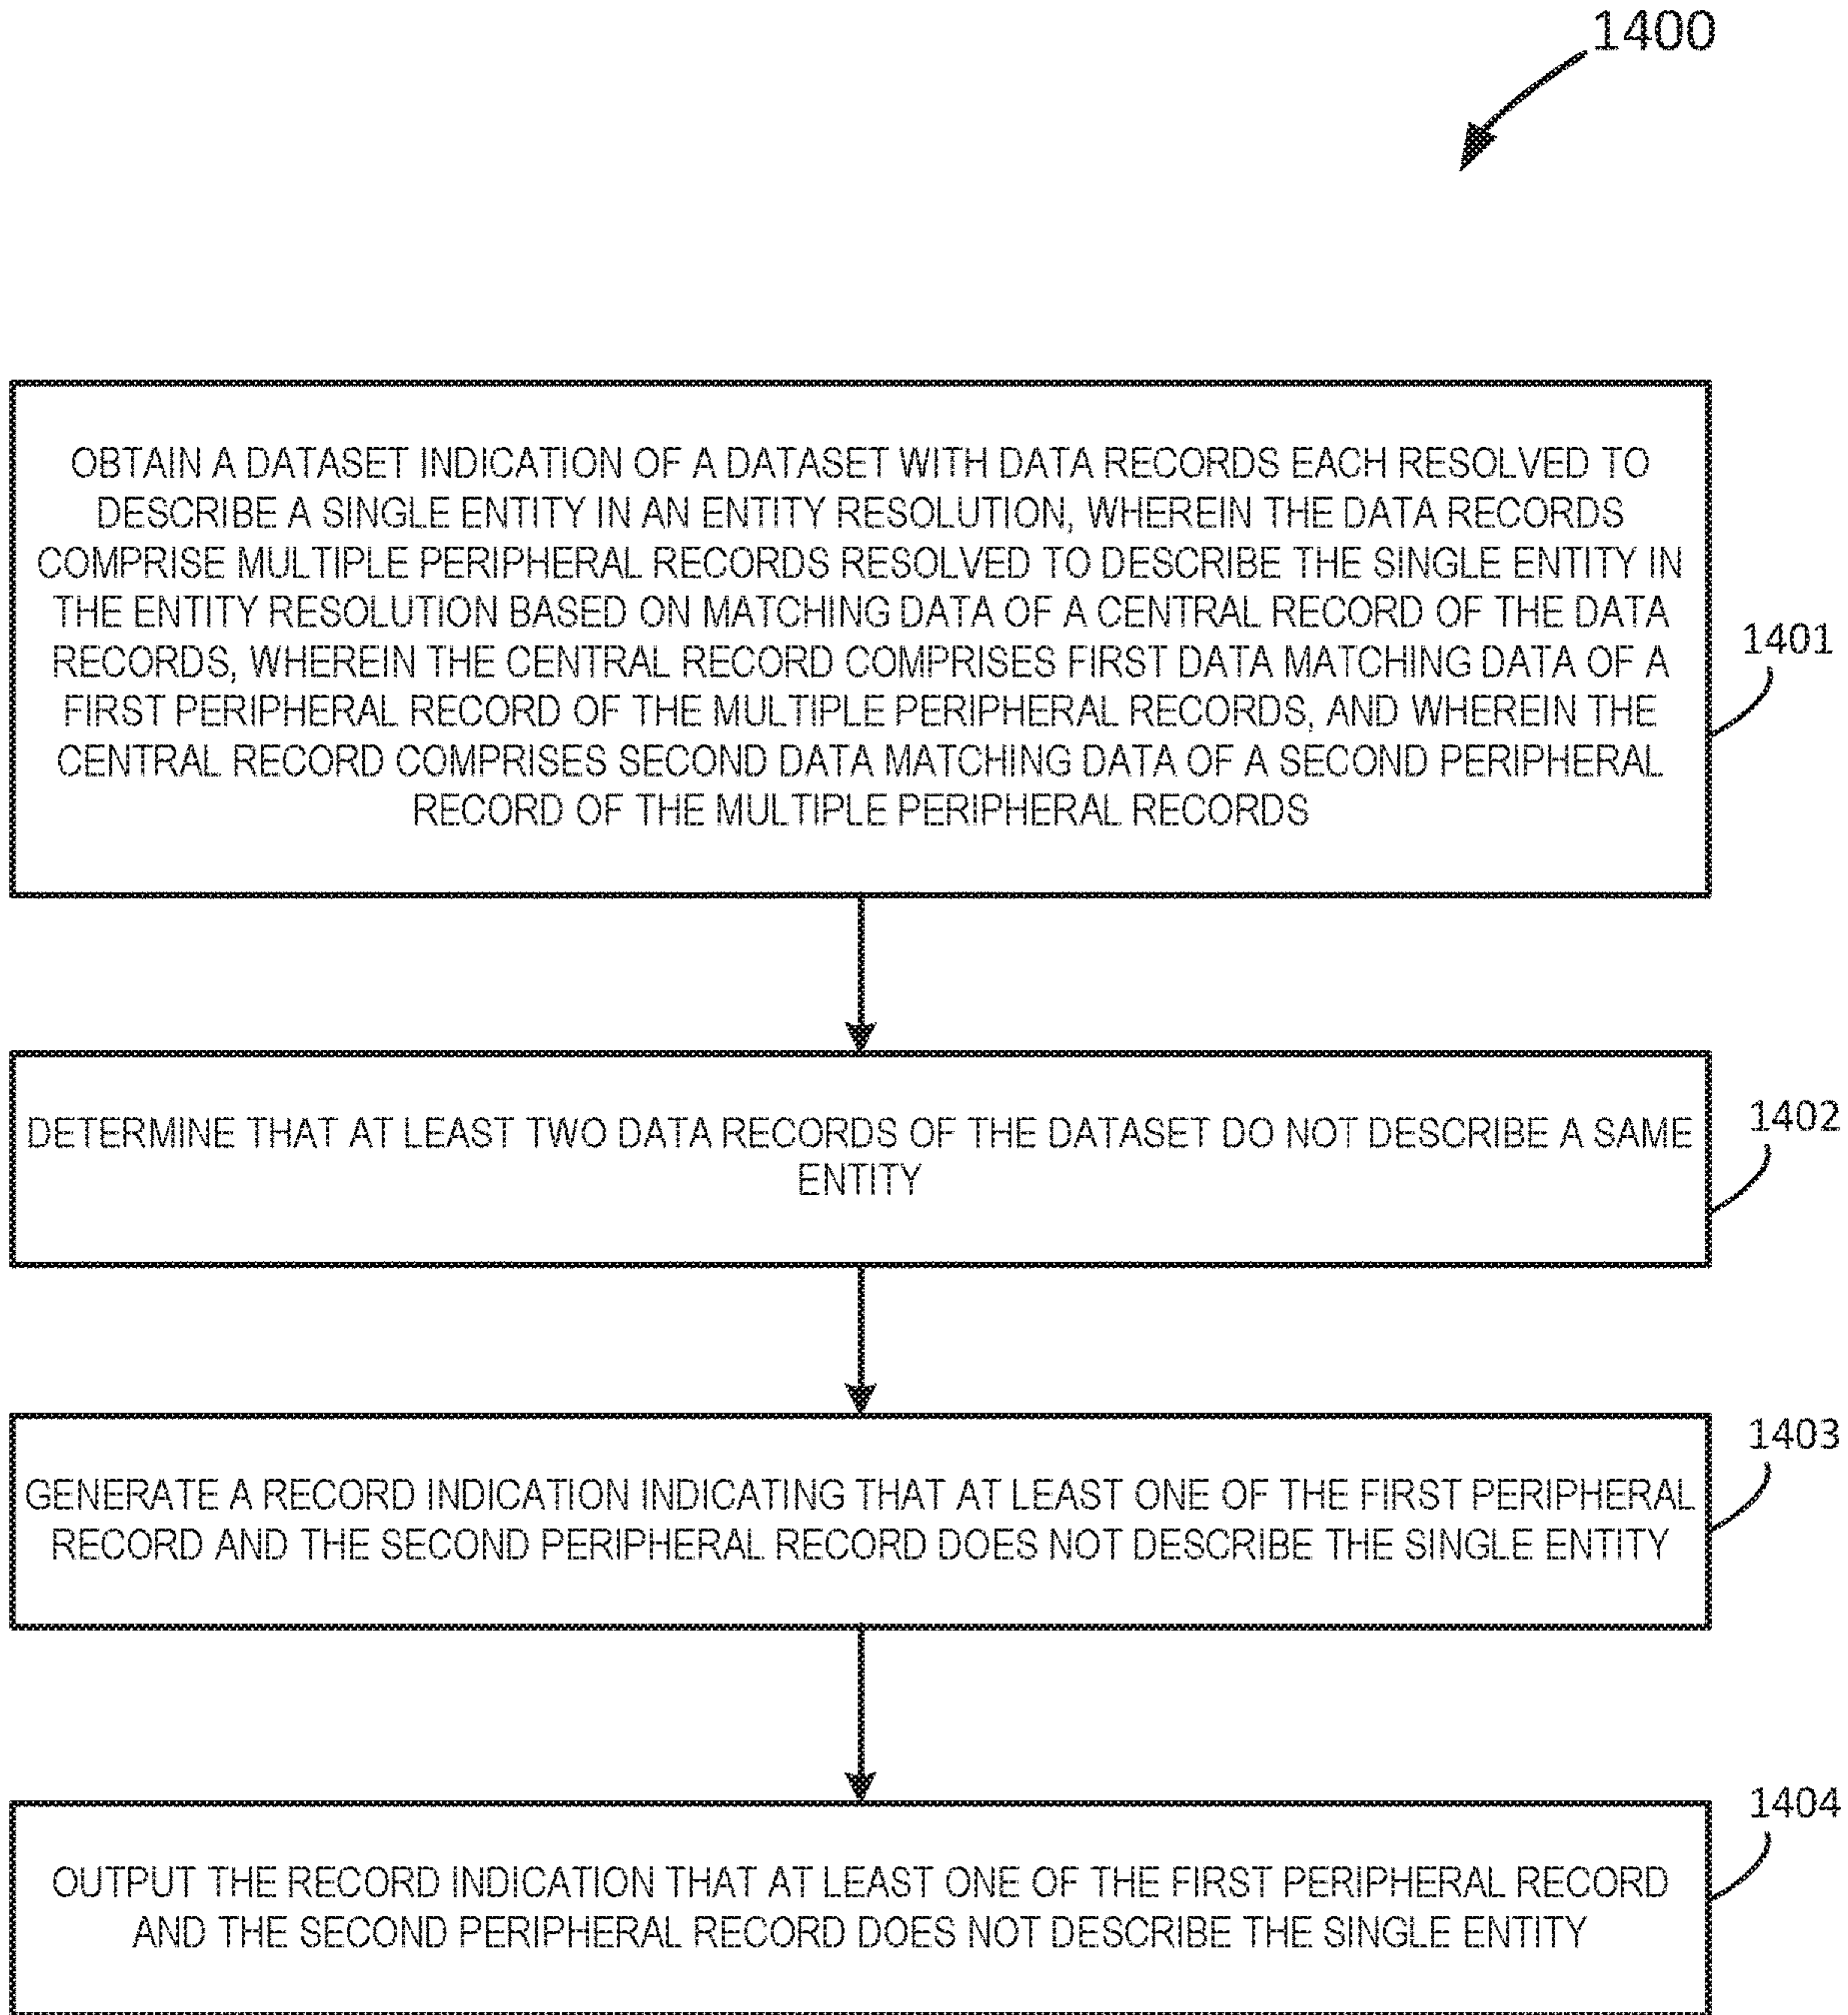 1400
OBTAIN A DATASET INDICATION OF A DATASET WITH DATA RECORDS EACH RESOLVED TO
DESCRIBE A SINGLE ENTITY IN AN ENTITY RESOLUTION, WHEREIN THE DATA RECORDS
COMPRISE MULTIPLE PERIPHERAL RECORDS RESOLVED TO DESCRIBE THE SINGLE ENTITY IN
THE ENTITY RESOLUTION BASED ON MATCHING DATA OF A CENTRAL RECORD OF THE DATA
RECORDS, WHEREIN THE CENTRAL RECORD COMPRISES FIRST DATA MATCHING DATA OF A
FIRST PERIPHERAL RECORD OF THE MULTIPLE PERIPHERAL RECORDS, AND WHEREIN THE
CENTRAL RECORD COMPRISES SECOND DATA MATCHING DATA OF A SECOND PERIPHERAL
RECORD OF THE MULTIPLE PERIPHERAL RECORDS
1401
DETERMINE THAT AT LEAST TWO DATA RECORDS OF THE DATASET DO NOT DESCRIBE A SAME
ENTITY
1402
GENERATE A RECORD INDICATION INDICATING THAT AT LEAST ONE OF THE FIRST PERIPHERAL
RECORD AND THE SECOND PERIPHERAL RECORD DOES NOT DESCRIBE THE SINGLE ENTITY
1403
OUTPUT THE RECORD INDICATION THAT AT LEAST ONE OF THE FIRST PERIPHERAL RECORD
AND THE SECOND PERIPHERAL RECORD DOES NOT DESCRIBE THE SINGLE ENTITY
1404